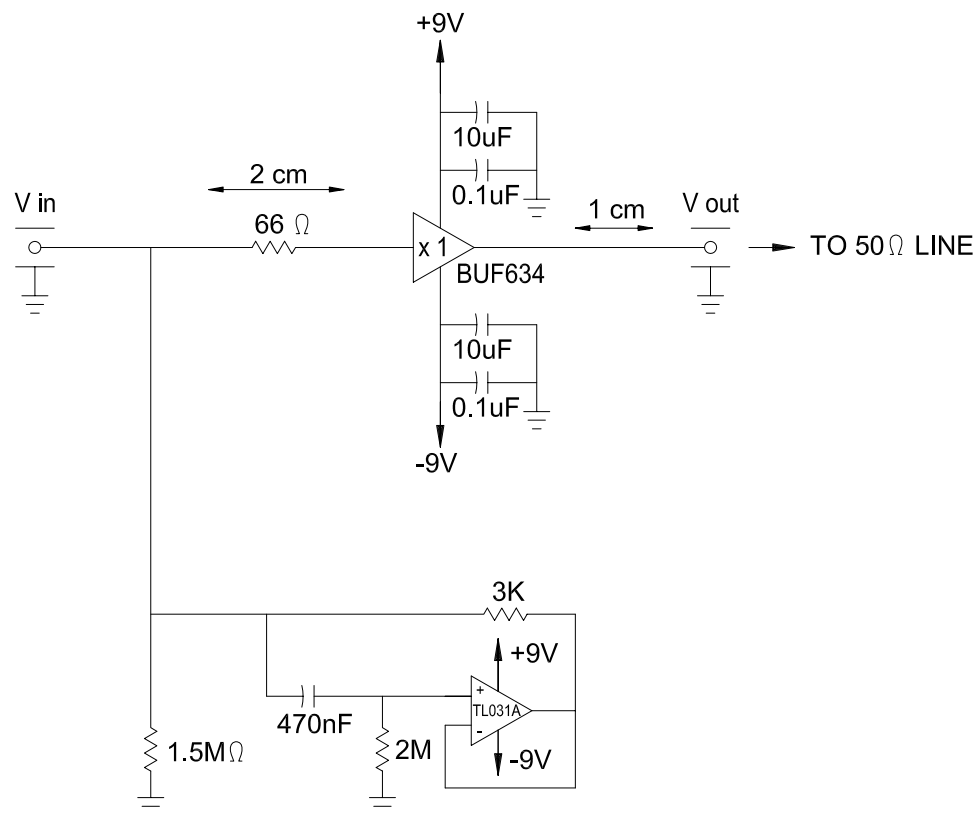 +9V
10uF
0.1uF
2 cm
V in
66 Ω
x 1
BUF634
1 cm
V out
TO 50Ω LINE
10uF
0.1uF
-9V
3K
+9V
+
TL031A
-
470nF
2M
-9V
1.5MΩ